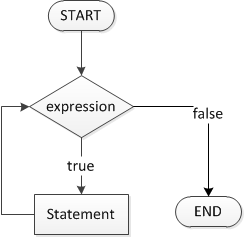 START
expression
false
true
Statement
END